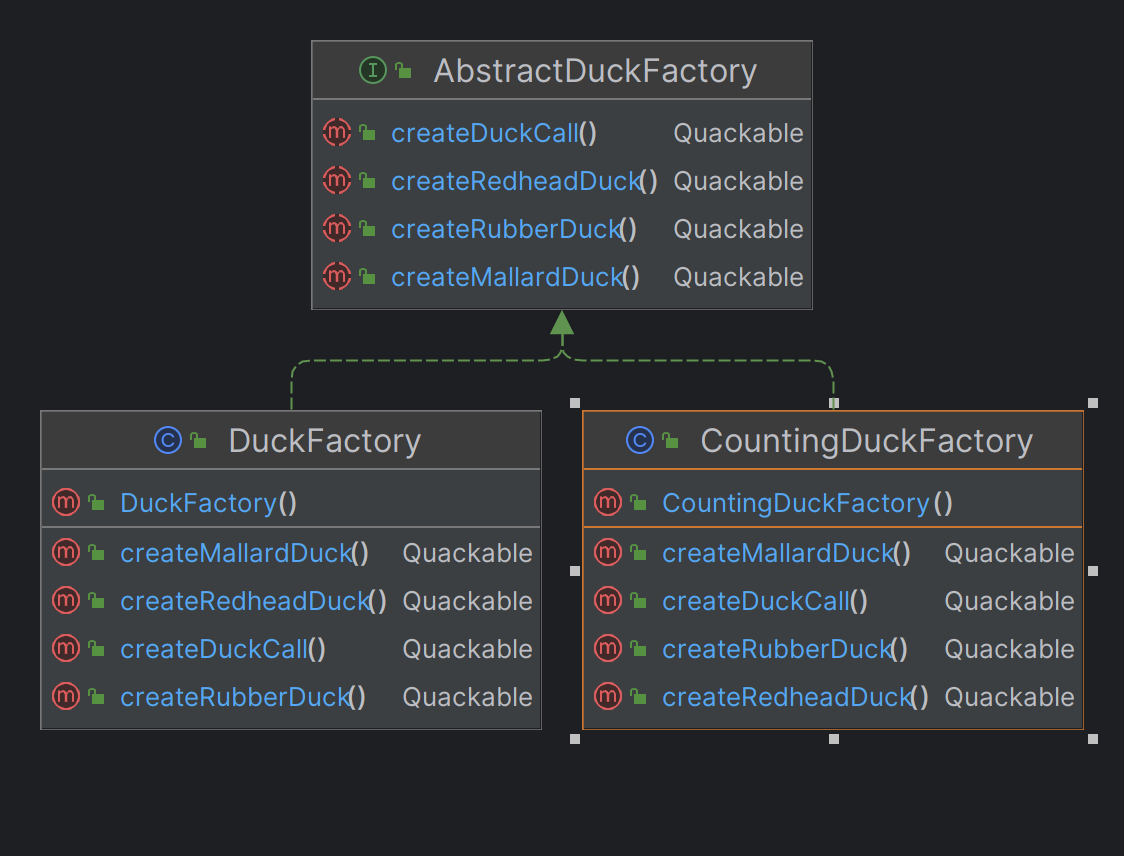 I AbstractDuckFactory
m createDuckCall() Quackable
m createRedheadDuck() Quackable
m createRubberDuck() Quackable
m createMallardDuck() Quackable
C DuckFactory
m DuckFactory()
m createMallardDuck() Quackable
m createRedheadDuck() Quackable
m createDuckCall() Quackable
m createRubberDuck() Quackable
C CountingDuckFactory
m CountingDuckFactory()
m createMallardDuck() Quackable
m createDuckCall() Quackable
m createRubberDuck() Quackable
m createRedheadDuck() Quackable